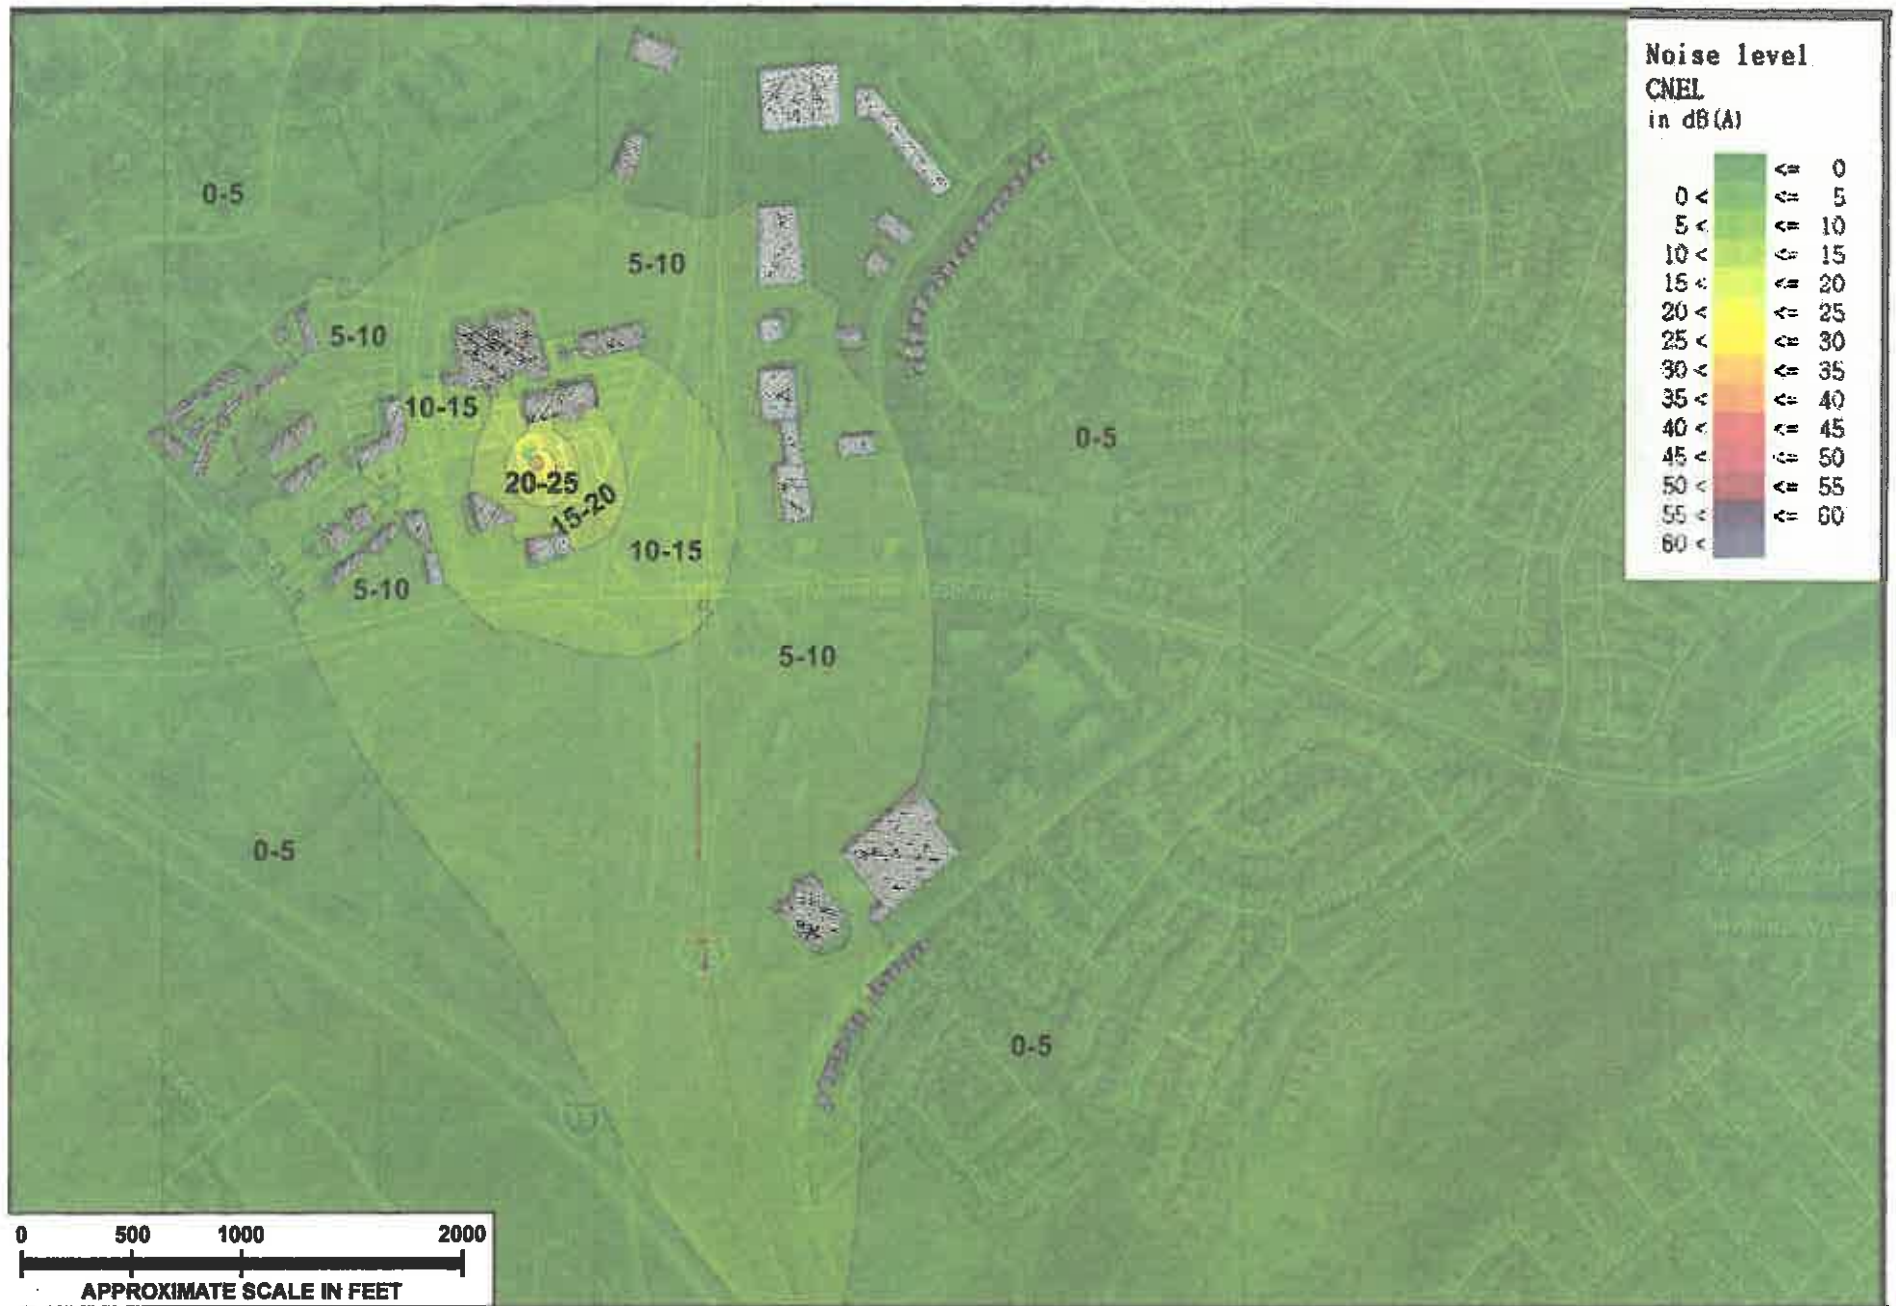 Noise level
CNEL
in dB(A)
<= 0
0 < <= 5
5 < <= 10
10 < <= 15
15 < <= 20
20 < <= 25
25 < <= 30
30 < <= 35
35 < <= 40
40 < <= 45
45 < <= 50
50 < <= 55
55 < <= 60
60 <
0-5
5-10
5-10
10-15
0-5
20-25
15-20
10-15
5-10
5-10
0-5
0-5
0 500 1000 2000
APPROXIMATE SCALE IN FEET